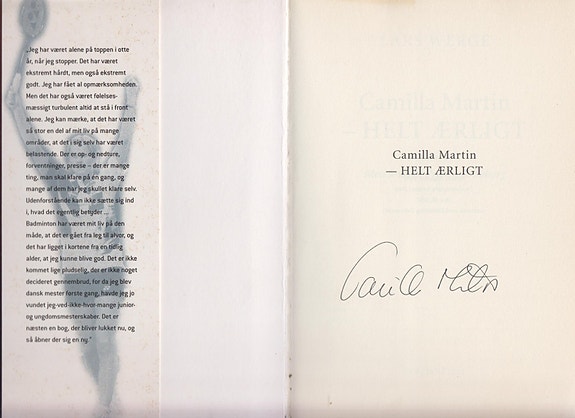 „Jeg har været alene på toppen i otte
år, når jeg stopper. Det har været
ekstremt hårdt, men også ekstremt
godt. Jeg har fået al opmærksomheden.
Men det har også været følelses-
mæssigt turbulent altid at stå i front
alene. Jeg kan mærke, at det har været
så stor en del af mit liv på mange
områder, at det i sig selv har været
belastende. Der er op- og nedture,
forventninger, presse – der er mange
ting, man skal klare på én gang, og
mange af dem har jeg skullet klare selv.
Udenforstående kan ikke sætte sig ind
i, hvad det egentlig betyder ...
Badminton har været mit liv på den
måde, at det er gået fra leg til alvor, og
det har ligget i kortene fra en tidlig
alder, at jeg kunne blive god. Det er ikke
kommet lige pludselig, der er ikke noget
decideret gennembrud, for da jeg blev
dansk mester første gang, havde jeg jo
vundet jeg-ved-ikke-hvor-mange junior-
og ungdomsmesterskaber. Det er
næsten en bog, der bliver lukket nu, og
så åbner der sig en ny.”
Camilla Martin
— HELT ÆRLIGT
Camilla Martin
— HELT ÆRLIGT